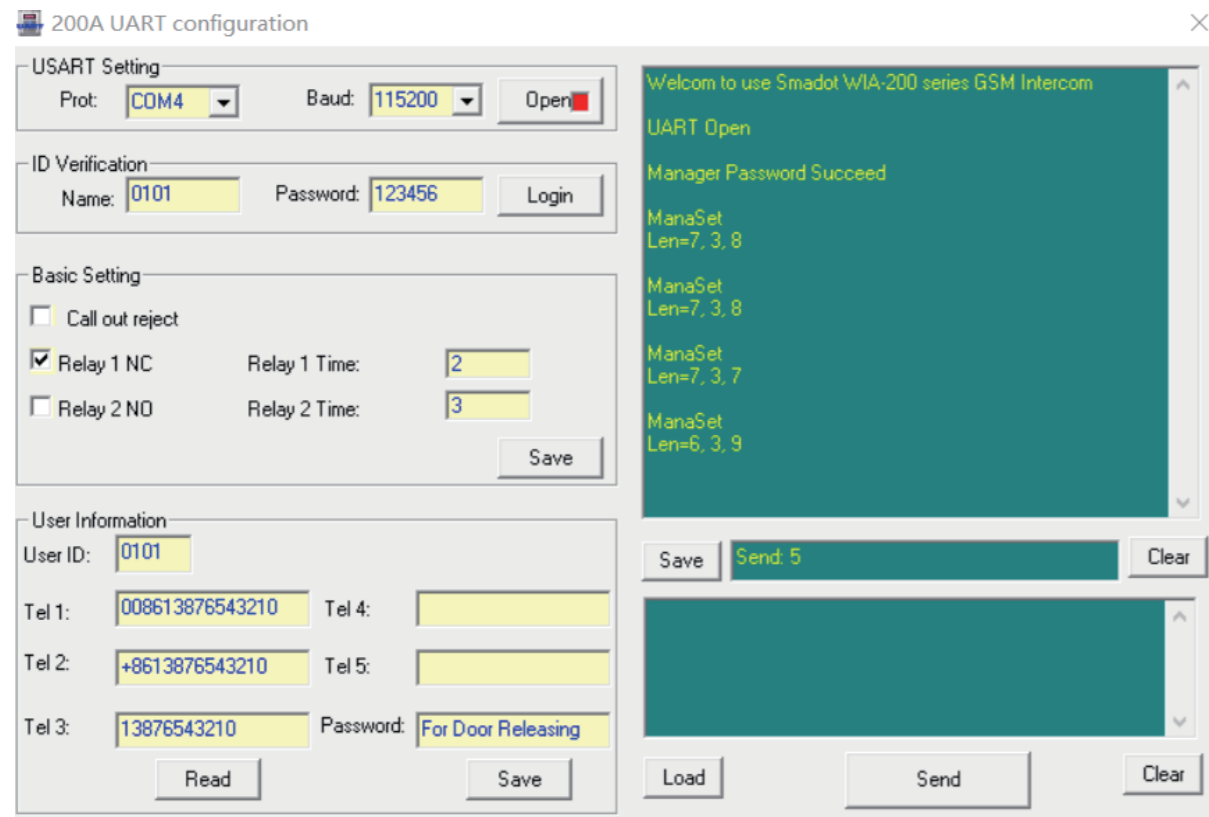 200A UART configuration
USART Setting
Prot: COM4 Baud: 115200 Open
ID Verification
Name: 0101 Password: 123456 Login
Basic Setting
Call out reject
Relay 1 NC Relay 1 Time: 2
Relay 2 NO Relay 2 Time: 3
Save
User Information
User ID: 0101
Tel 1: 008613876543210 Tel 4:
Tel 2: +8613876543210 Tel 5:
Tel 3: 13876543210 Password: For Door Releasing
Read Save
Welcom to use Smadot WIA-200 series GSM Intercom
UART Open
Manager Password Succeed
ManaSet
Len=7, 3, 8
ManaSet
Len=7, 3, 8
ManaSet
Len=7, 3, 7
ManaSet
Len=6, 3, 9
Save Send: 5 Clear
Load Send Clear